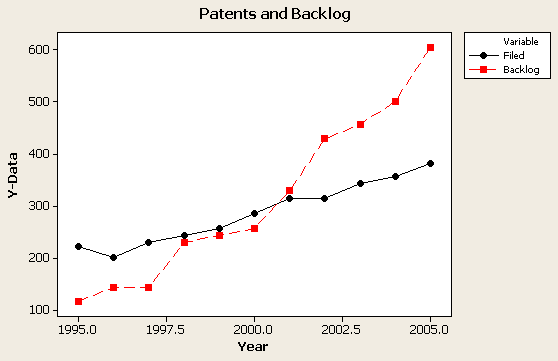 Patents and Backlog
Variable
Filed
Backlog
600
500
400
300
200
100
Y-Data
1995.0 1997.5 2000.0 2002.5 2005.0
Year